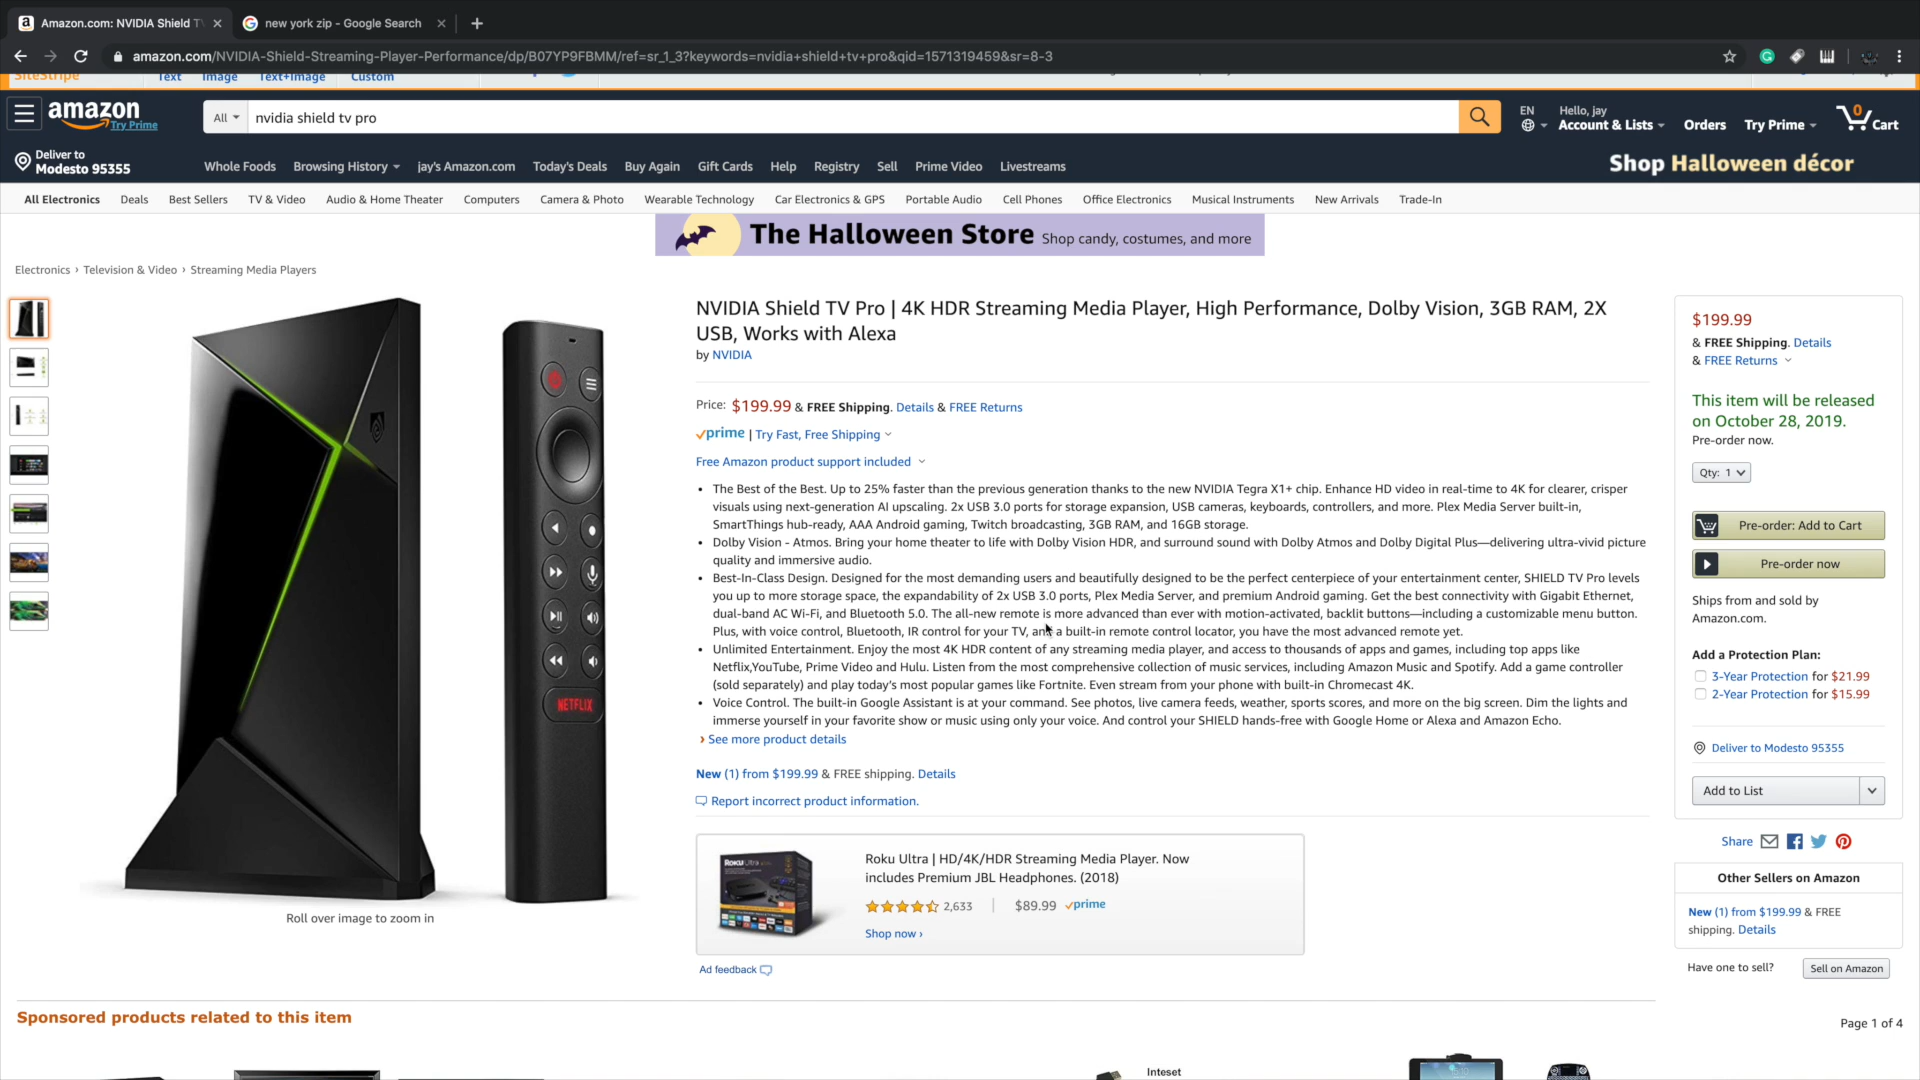 Amazon.com: NVIDIA Shield T
new york zip - Google Search
amazon.com/NVIDIA-Shield-Streaming-Player-Performance/dp/B07YP9FBMM/ref=sr_1_3?keywords=nvidia+shield+tv+pro&qid=1571319459&sr=8-3
SiteStripe Text Image Text+Image Custom
amazon
Try Prime
All
nvidia shield tv pro
EN
Hello, jay
Account & Lists
Orders
Try Prime
0
Cart
Deliver to
Modesto 95355
Whole Foods Browsing History jay's Amazon.com Today's Deals Buy Again Gift Cards Help Registry Sell Prime Video Livestreams
Shop Halloween décor
All Electronics Deals Best Sellers TV & Video Audio & Home Theater Computers Camera & Photo Wearable Technology Car Electronics & GPS Portable Audio Cell Phones Office Electronics Musical Instruments New Arrivals Trade-In
The Halloween Store Shop candy, costumes, and more
Electronics › Television & Video › Streaming Media Players
NETFLIX
Roll over image to zoom in
NVIDIA Shield TV Pro | 4K HDR Streaming Media Player, High Performance, Dolby Vision, 3GB RAM, 2X
USB, Works with Alexa
by NVIDIA
Price: $199.99 & FREE Shipping. Details & FREE Returns
prime | Try Fast, Free Shipping
Free Amazon product support included
• The Best of the Best. Up to 25% faster than the previous generation thanks to the new NVIDIA Tegra X1+ chip. Enhance HD video in real-time to 4K for clearer, crisper
visuals using next-generation AI upscaling. 2x USB 3.0 ports for storage expansion, USB cameras, keyboards, controllers, and more. Plex Media Server built-in,
SmartThings hub-ready, AAA Android gaming, Twitch broadcasting, 3GB RAM, and 16GB storage.
• Dolby Vision - Atmos. Bring your home theater to life with Dolby Vision HDR, and surround sound with Dolby Atmos and Dolby Digital Plus—delivering ultra-vivid picture
quality and immersive audio.
• Best-In-Class Design. Designed for the most demanding users and beautifully designed to be the perfect centerpiece of your entertainment center, SHIELD TV Pro levels
you up to more storage space, the expandability of 2x USB 3.0 ports, Plex Media Server, and premium Android gaming. Get the best connectivity with Gigabit Ethernet,
dual-band AC Wi-Fi, and Bluetooth 5.0. The all-new remote is more advanced than ever with motion-activated, backlit buttons—including a customizable menu button.
Plus, with voice control, Bluetooth, IR control for your TV, and a built-in remote control locator, you have the most advanced remote yet.
• Unlimited Entertainment. Enjoy the most 4K HDR content of any streaming media player, and access to thousands of apps and games, including top apps like
Netflix,YouTube, Prime Video and Hulu. Listen from the most comprehensive collection of music services, including Amazon Music and Spotify. Add a game controller
(sold separately) and play today's most popular games like Fortnite. Even stream from your phone with built-in Chromecast 4K.
• Voice Control. The built-in Google Assistant is at your command. See photos, live camera feeds, weather, sports scores, and more on the big screen. Dim the lights and
immerse yourself in your favorite show or music using only your voice. And control your SHIELD hands-free with Google Home or Alexa and Amazon Echo.
› See more product details
New (1) from $199.99 & FREE shipping. Details
Report incorrect product information.
Roku Ultra
Roku Ultra | HD/4K/HDR Streaming Media Player. Now
includes Premium JBL Headphones. (2018)
2,633 | $89.99 prime
Shop now ›
Ad feedback
$199.99
& FREE Shipping. Details
& FREE Returns
This item will be released
on October 28, 2019.
Pre-order now.
Qty: 1
Pre-order: Add to Cart
Pre-order now
Ships from and sold by
Amazon.com.
Add a Protection Plan:
3-Year Protection for $21.99
2-Year Protection for $15.99
Deliver to Modesto 95355
Add to List
Share
Other Sellers on Amazon
New (1) from $199.99 & FREE
shipping. Details
Have one to sell?
Sell on Amazon
Sponsored products related to this item
Page 1 of 4
Inteset